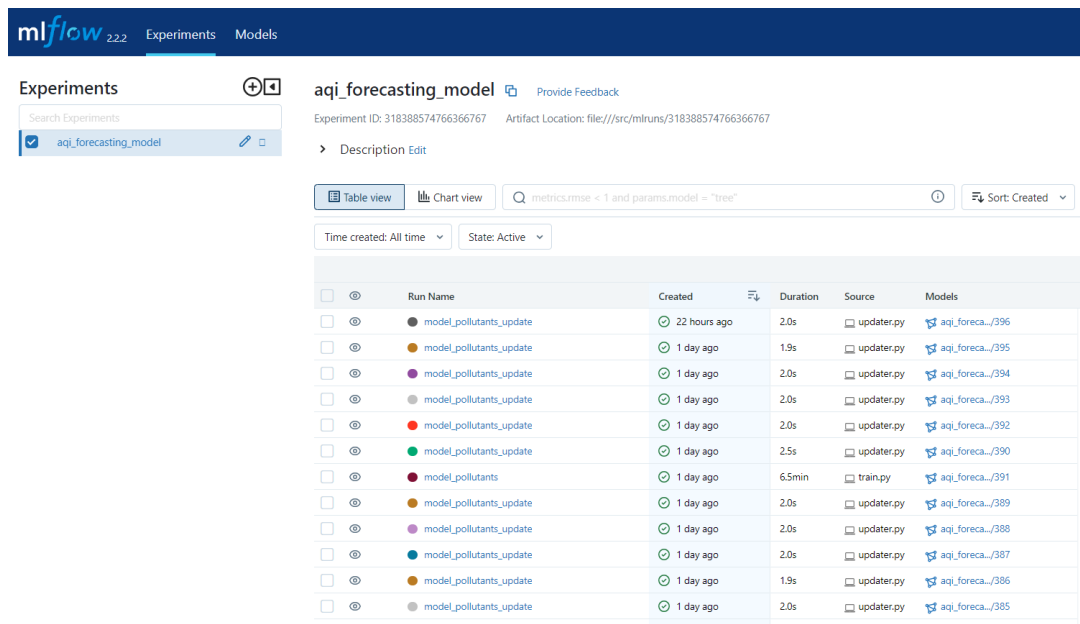 mlflow 2.2.2 Experiments Models
Experiments
Search Experiments
aqi_forecasting_model
aqi_forecasting_model Provide Feedback
Experiment ID: 318388574766366767 Artifact Location: file:///src/mlruns/318388574766366767
Description Edit
Table view Chart view metrics.rmse < 1 and params.model = "tree" Sort: Created
Time created: All time State: Active
Run Name Created Duration Source Models
model_pollutants_update 22 hours ago 2.0s updater.py aqi_foreca.../396
model_pollutants_update 1 day ago 1.9s updater.py aqi_foreca.../395
model_pollutants_update 1 day ago 2.0s updater.py aqi_foreca.../394
model_pollutants_update 1 day ago 2.0s updater.py aqi_foreca.../393
model_pollutants_update 1 day ago 2.0s updater.py aqi_foreca.../392
model_pollutants_update 1 day ago 2.5s updater.py aqi_foreca.../390
model_pollutants 1 day ago 6.5min train.py aqi_foreca.../391
model_pollutants_update 1 day ago 2.0s updater.py aqi_foreca.../389
model_pollutants_update 1 day ago 2.0s updater.py aqi_foreca.../388
model_pollutants_update 1 day ago 2.0s updater.py aqi_foreca.../387
model_pollutants_update 1 day ago 1.9s updater.py aqi_foreca.../386
model_pollutants_update 1 day ago 2.0s updater.py aqi_foreca.../385